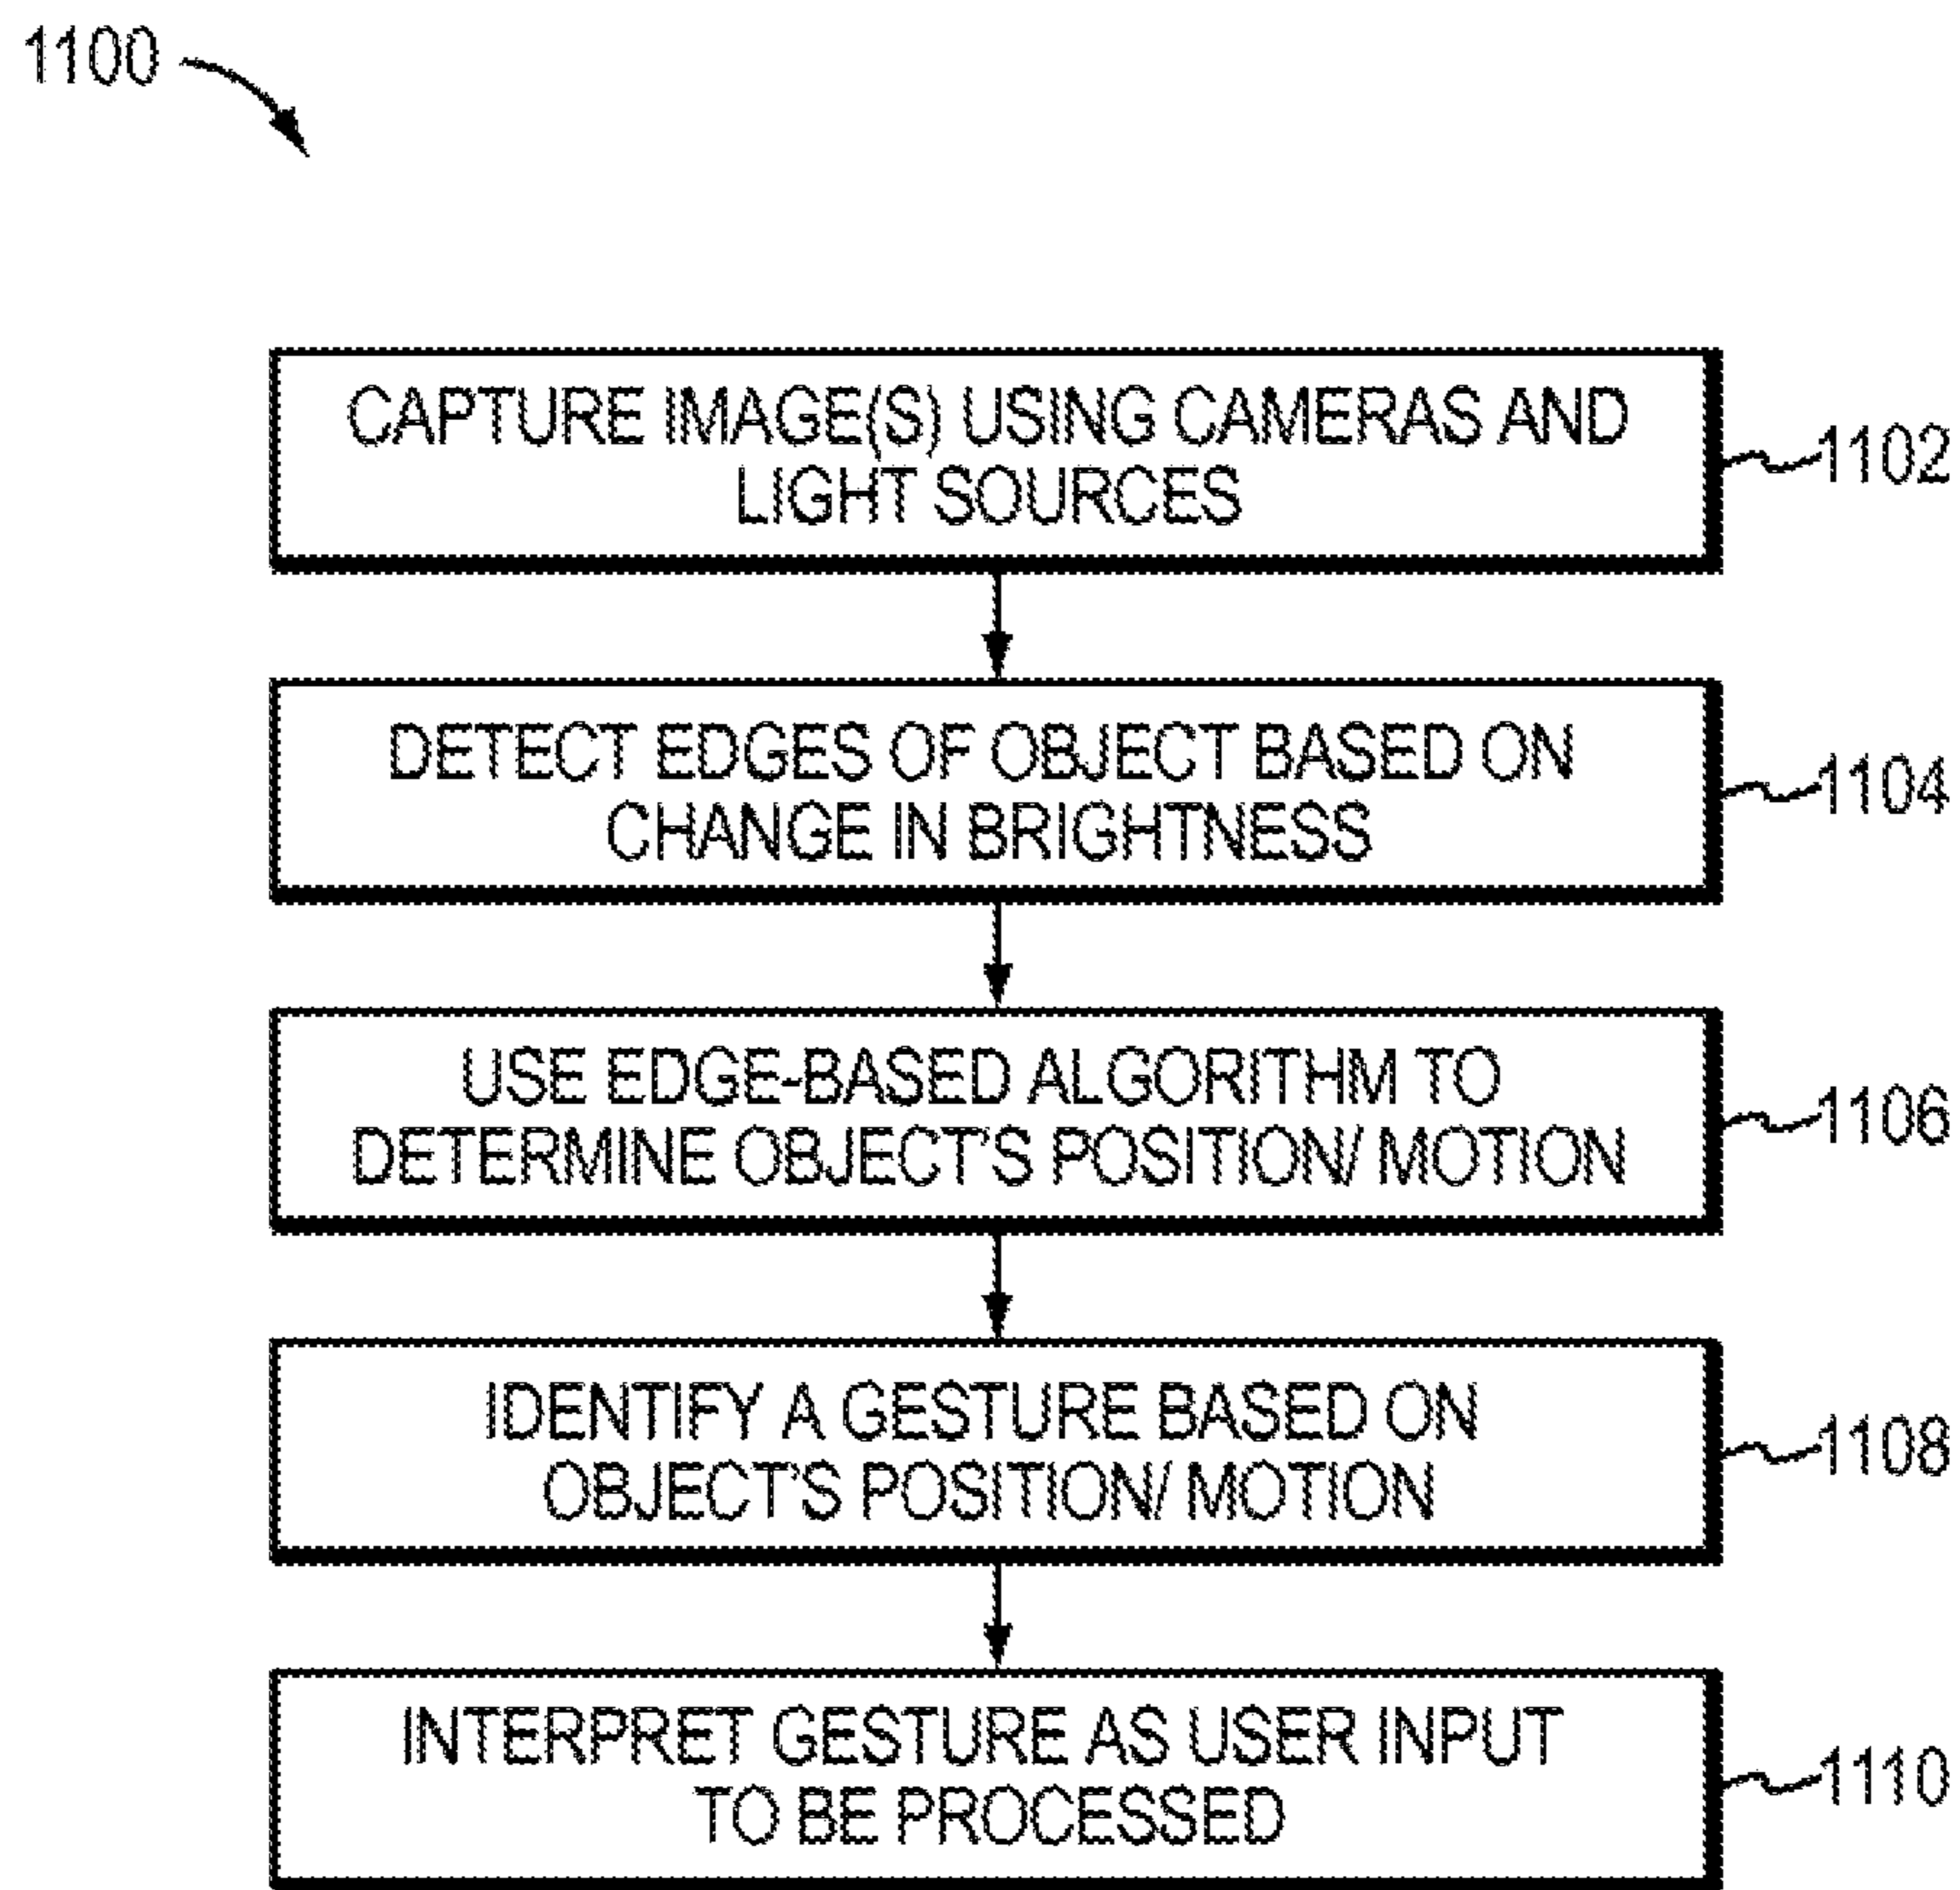 1100
CAPTURE IMAGE(S) USING CAMERAS AND
LIGHT SOURCES
1102
DETECT EDGES OF OBJECT BASED ON
CHANGE IN BRIGHTNESS
1104
USE EDGE-BASED ALGORITHM TO
DETERMINE OBJECT'S POSITION/ MOTION
1106
IDENTIFY A GESTURE BASED ON
OBJECT'S POSITION/ MOTION
1108
INTERPRET GESTURE AS USER INPUT
TO BE PROCESSED
1110